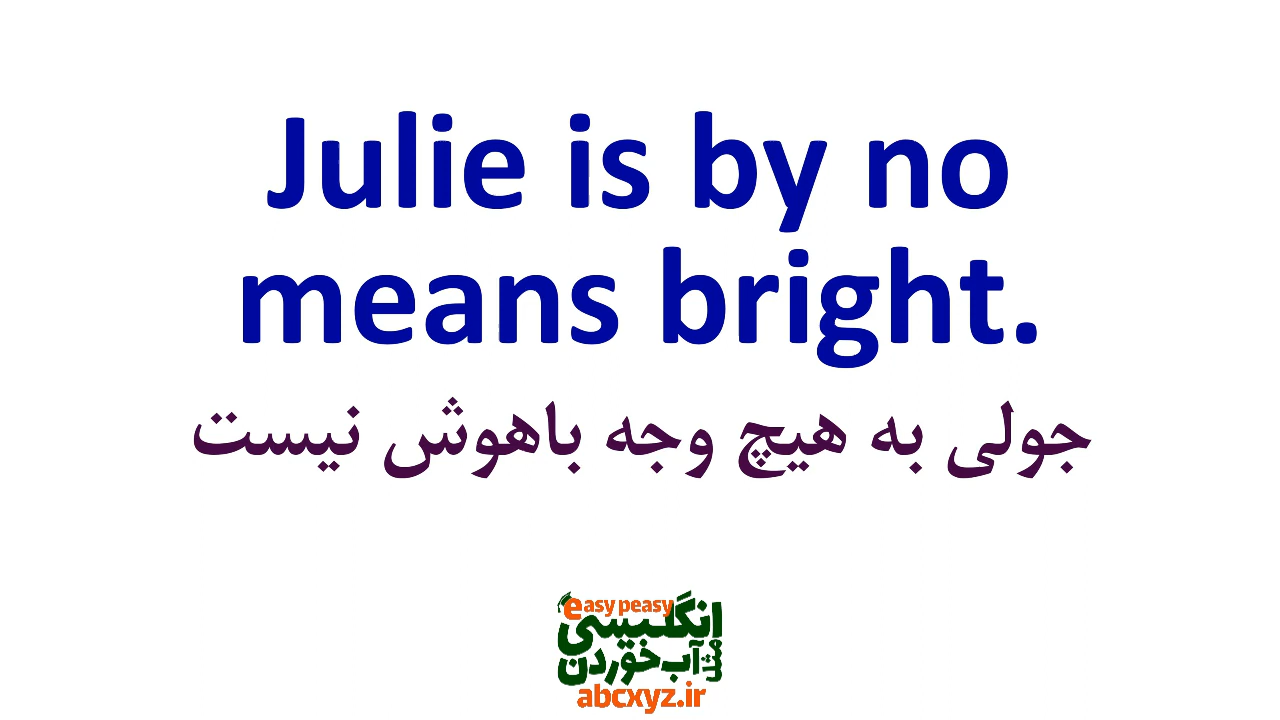 Julie is by no
means bright.
جولی به هیچ وجه باهوش نیست
easy peasy
انگلیسی
مثل آب خوردن
abcxyz.ir